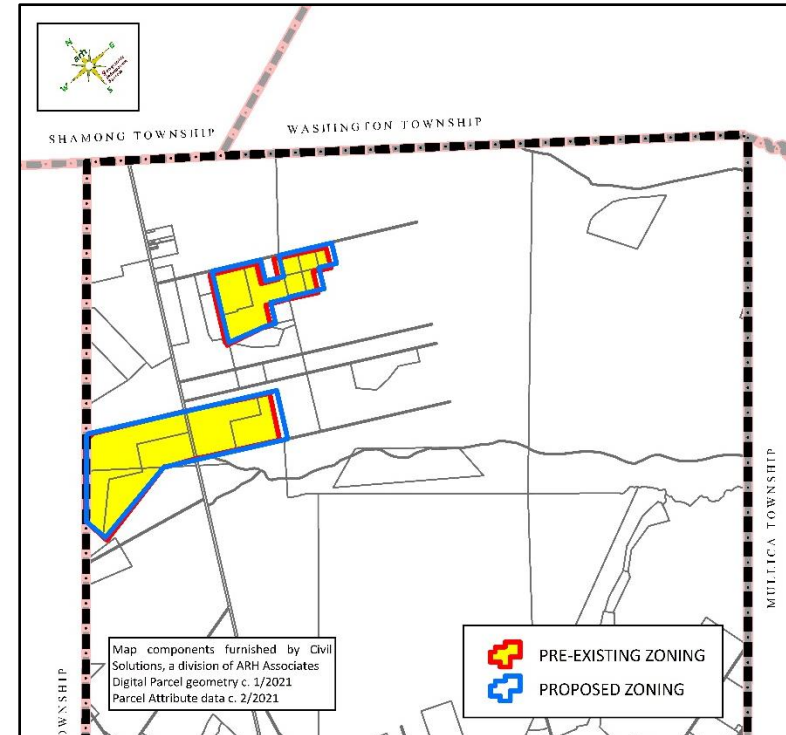 N
E
arh
W
S
SHAMONG TOWNSHIP
WASHINGTON TOWNSHIP
MULLICA TOWNSHIP
Map components furnished by Civil
Solutions, a division of ARH Associates
Digital Parcel geometry c. 1/2021
Parcel Attribute data c. 2/2021
PRE-EXISTING ZONING
PROPOSED ZONING